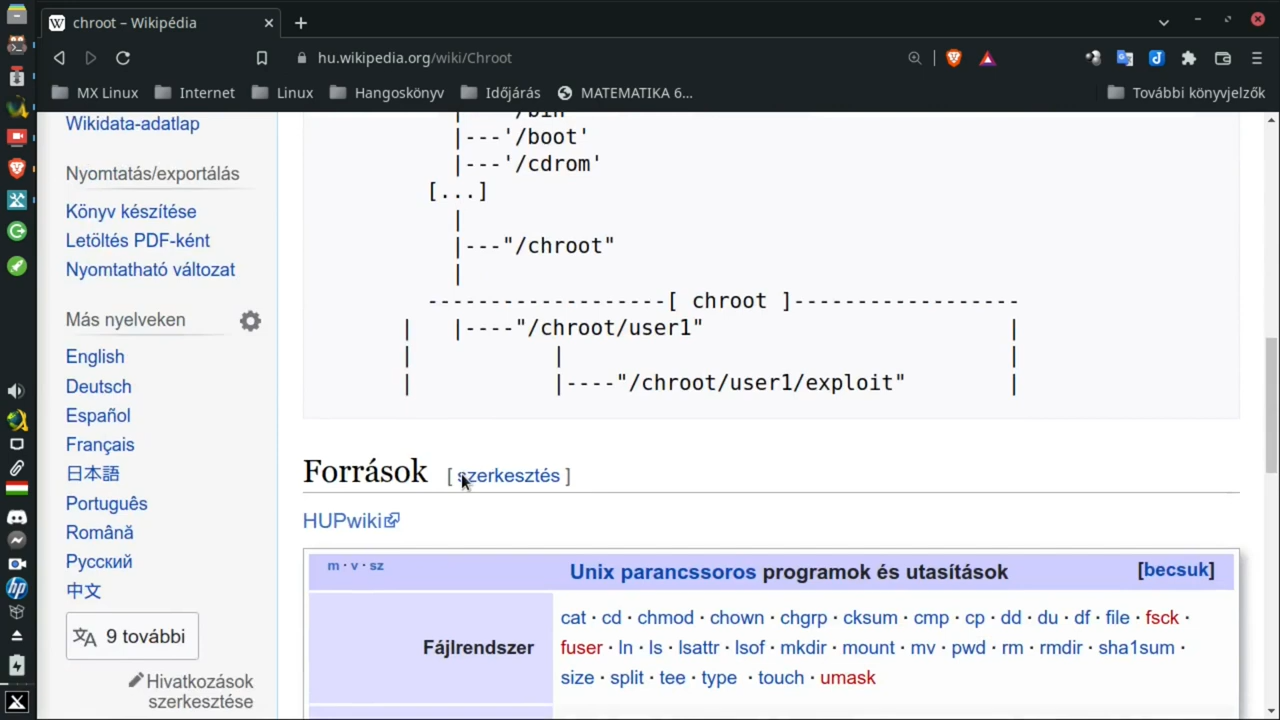 chroot – Wikipédia
hu.wikipedia.org/wiki/Chroot
MX Linux Internet Linux Hangoskönyv Időjárás MATEMATIKA 6... További könyvjelzők
Wikidata-adatlap
Nyomtatás/exportálás
Könyv készítése
Letöltés PDF-ként
Nyomtatható változat
Más nyelveken
English
Deutsch
Español
Français
日本語
Português
Română
Русский
中文
9 további
Hivatkozások
szerkesztése
|---'/bin'
|---'/boot'
|---'/cdrom'
[...]
|
|---"/chroot"
|
-------------------[ chroot ]------------------
| |----"/chroot/user1" |
| | |
| |----"/chroot/user1/exploit" |
Források [ szerkesztés ]
HUPwiki
m · v · sz Unix parancssoros programok és utasítások [becsuk]
Fájlrendszer
cat · cd · chmod · chown · chgrp · cksum · cmp · cp · dd · du · df · file · fsck ·
fuser · ln · ls · lsattr · lsof · mkdir · mount · mv · pwd · rm · rmdir · sha1sum ·
size · split · tee · type · touch · umask